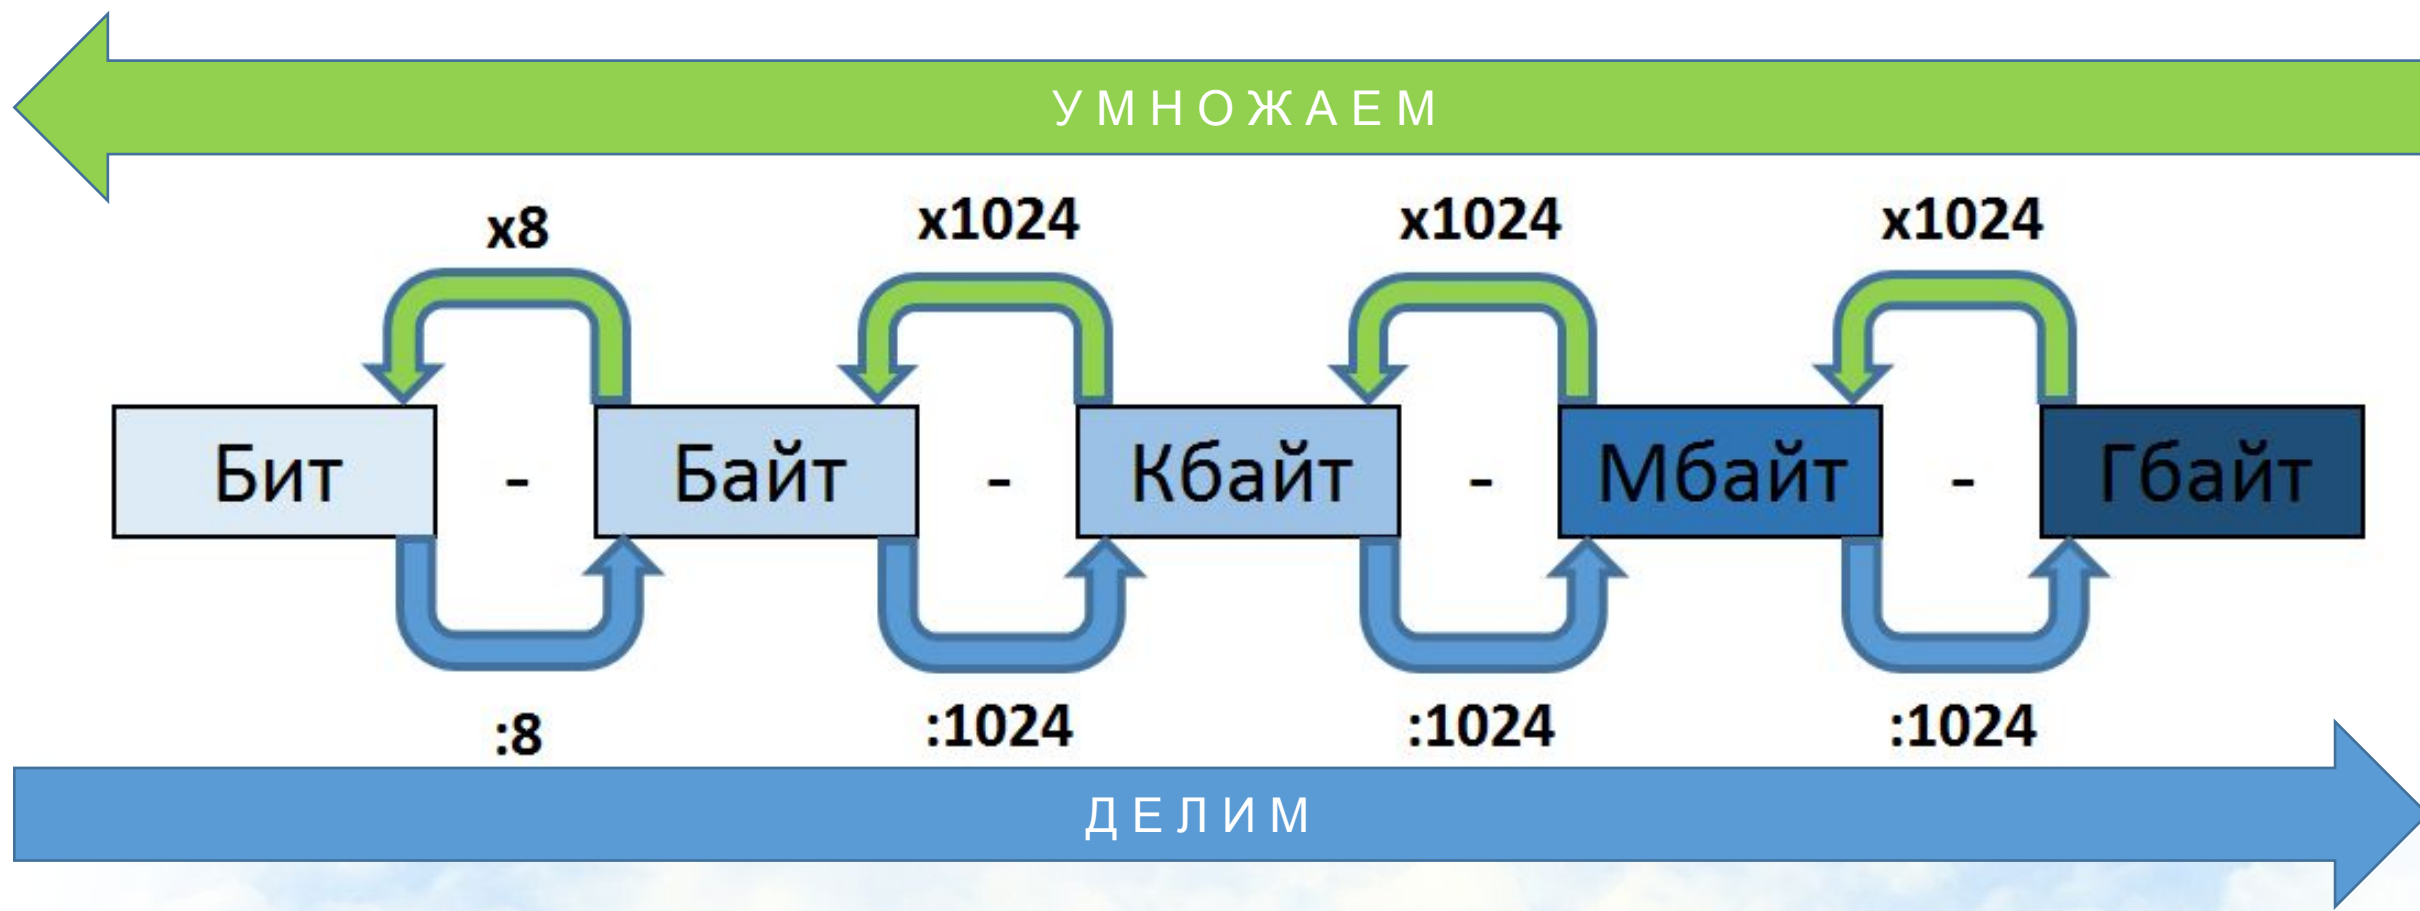 УМНОЖАЕМ
x8 x1024 x1024 x1024
Бит - Байт - Кбайт - Мбайт - Гбайт
:8 :1024 :1024 :1024
ДЕЛИМ